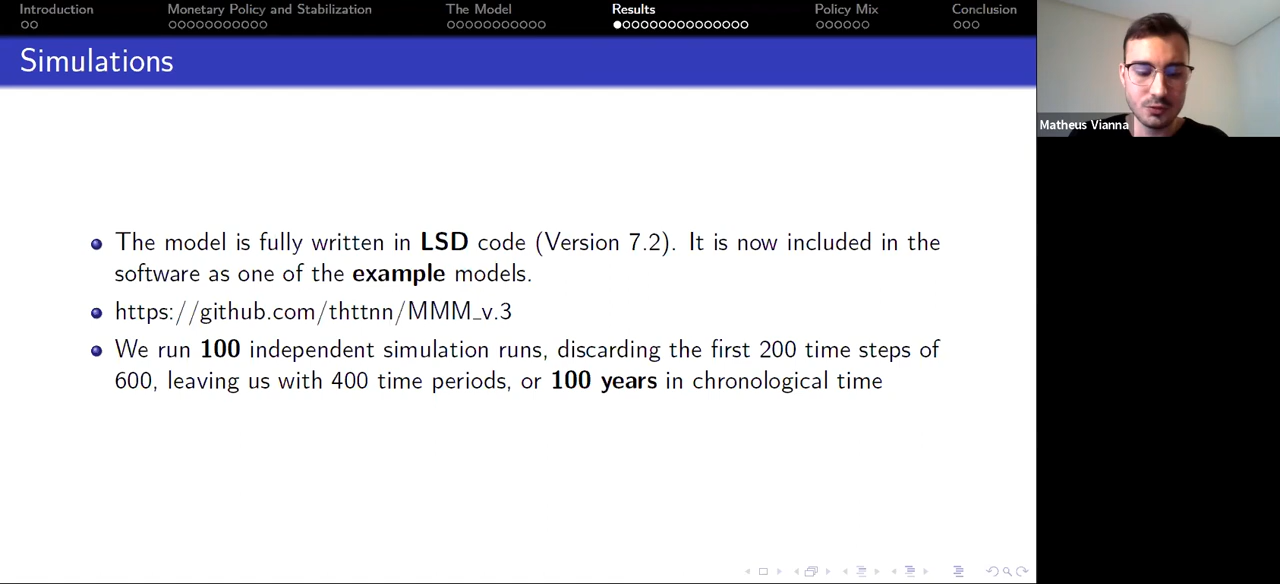 Introduction
Monetary Policy and Stabilization
The Model
Results
Policy Mix
Conclusion
Simulations
The model is fully written in LSD code (Version 7.2). It is now included in the
software as one of the example models.
https://github.com/thttnn/MMM_v.3
We run 100 independent simulation runs, discarding the first 200 time steps of
600, leaving us with 400 time periods, or 100 years in chronological time
Matheus Vianna